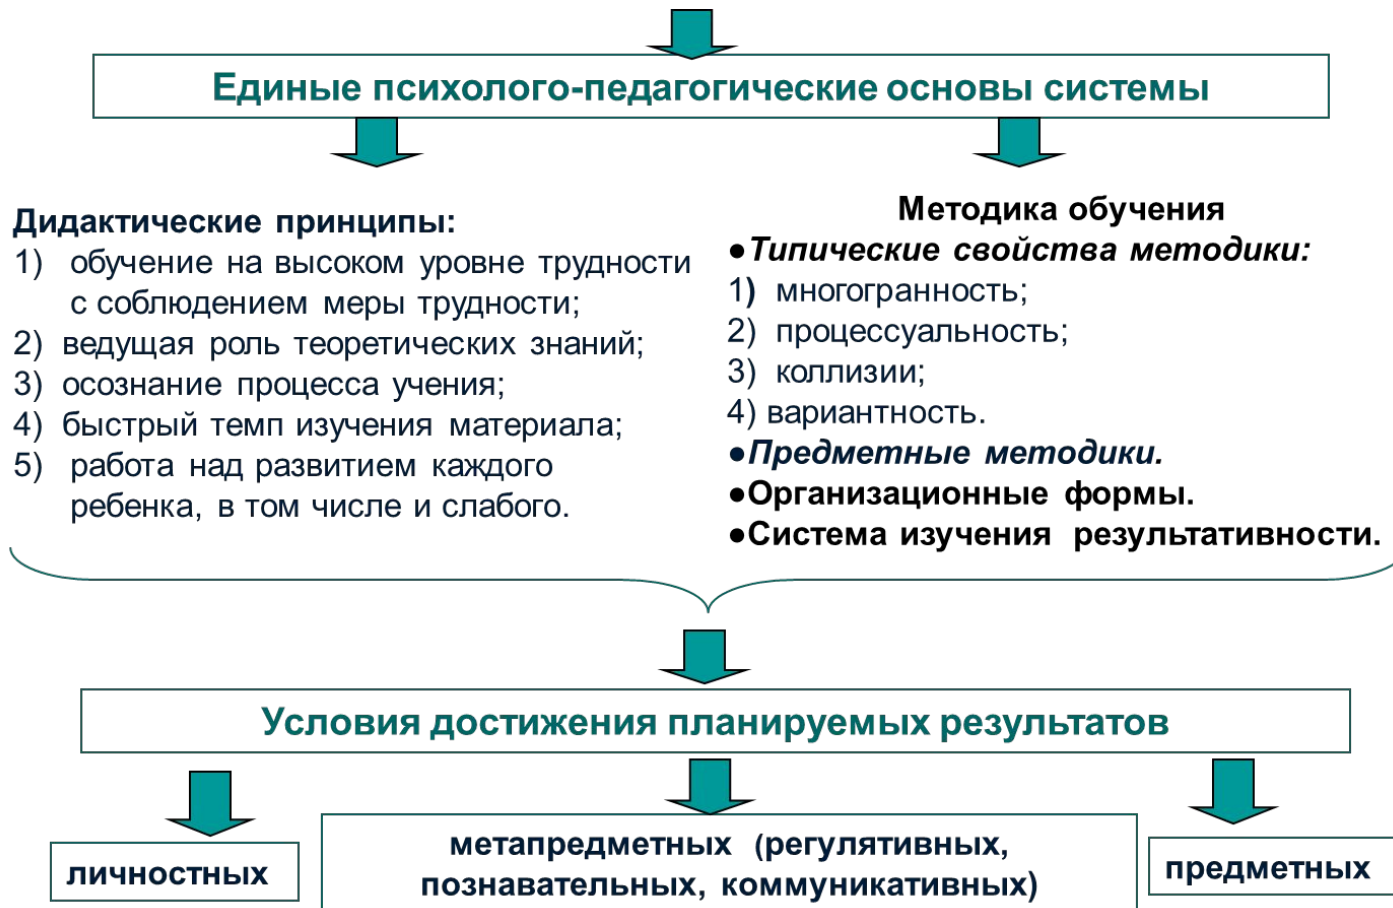 Единые психолого-педагогические основы системы
Дидактические принципы:
1) обучение на высоком уровне трудности
с соблюдением меры трудности;
2) ведущая роль теоретических знаний;
3) осознание процесса учения;
4) быстрый темп изучения материала;
5) работа над развитием каждого
ребенка, в том числе и слабого.
Методика обучения
●Типические свойства методики:
1) многогранность;
2) процессуальность;
3) коллизии;
4) вариантность.
●Предметные методики.
●Организационные формы.
●Система изучения результативности.
Условия достижения планируемых результатов
личностных
метапредметных (регулятивных,
познавательных, коммуникативных)
предметных